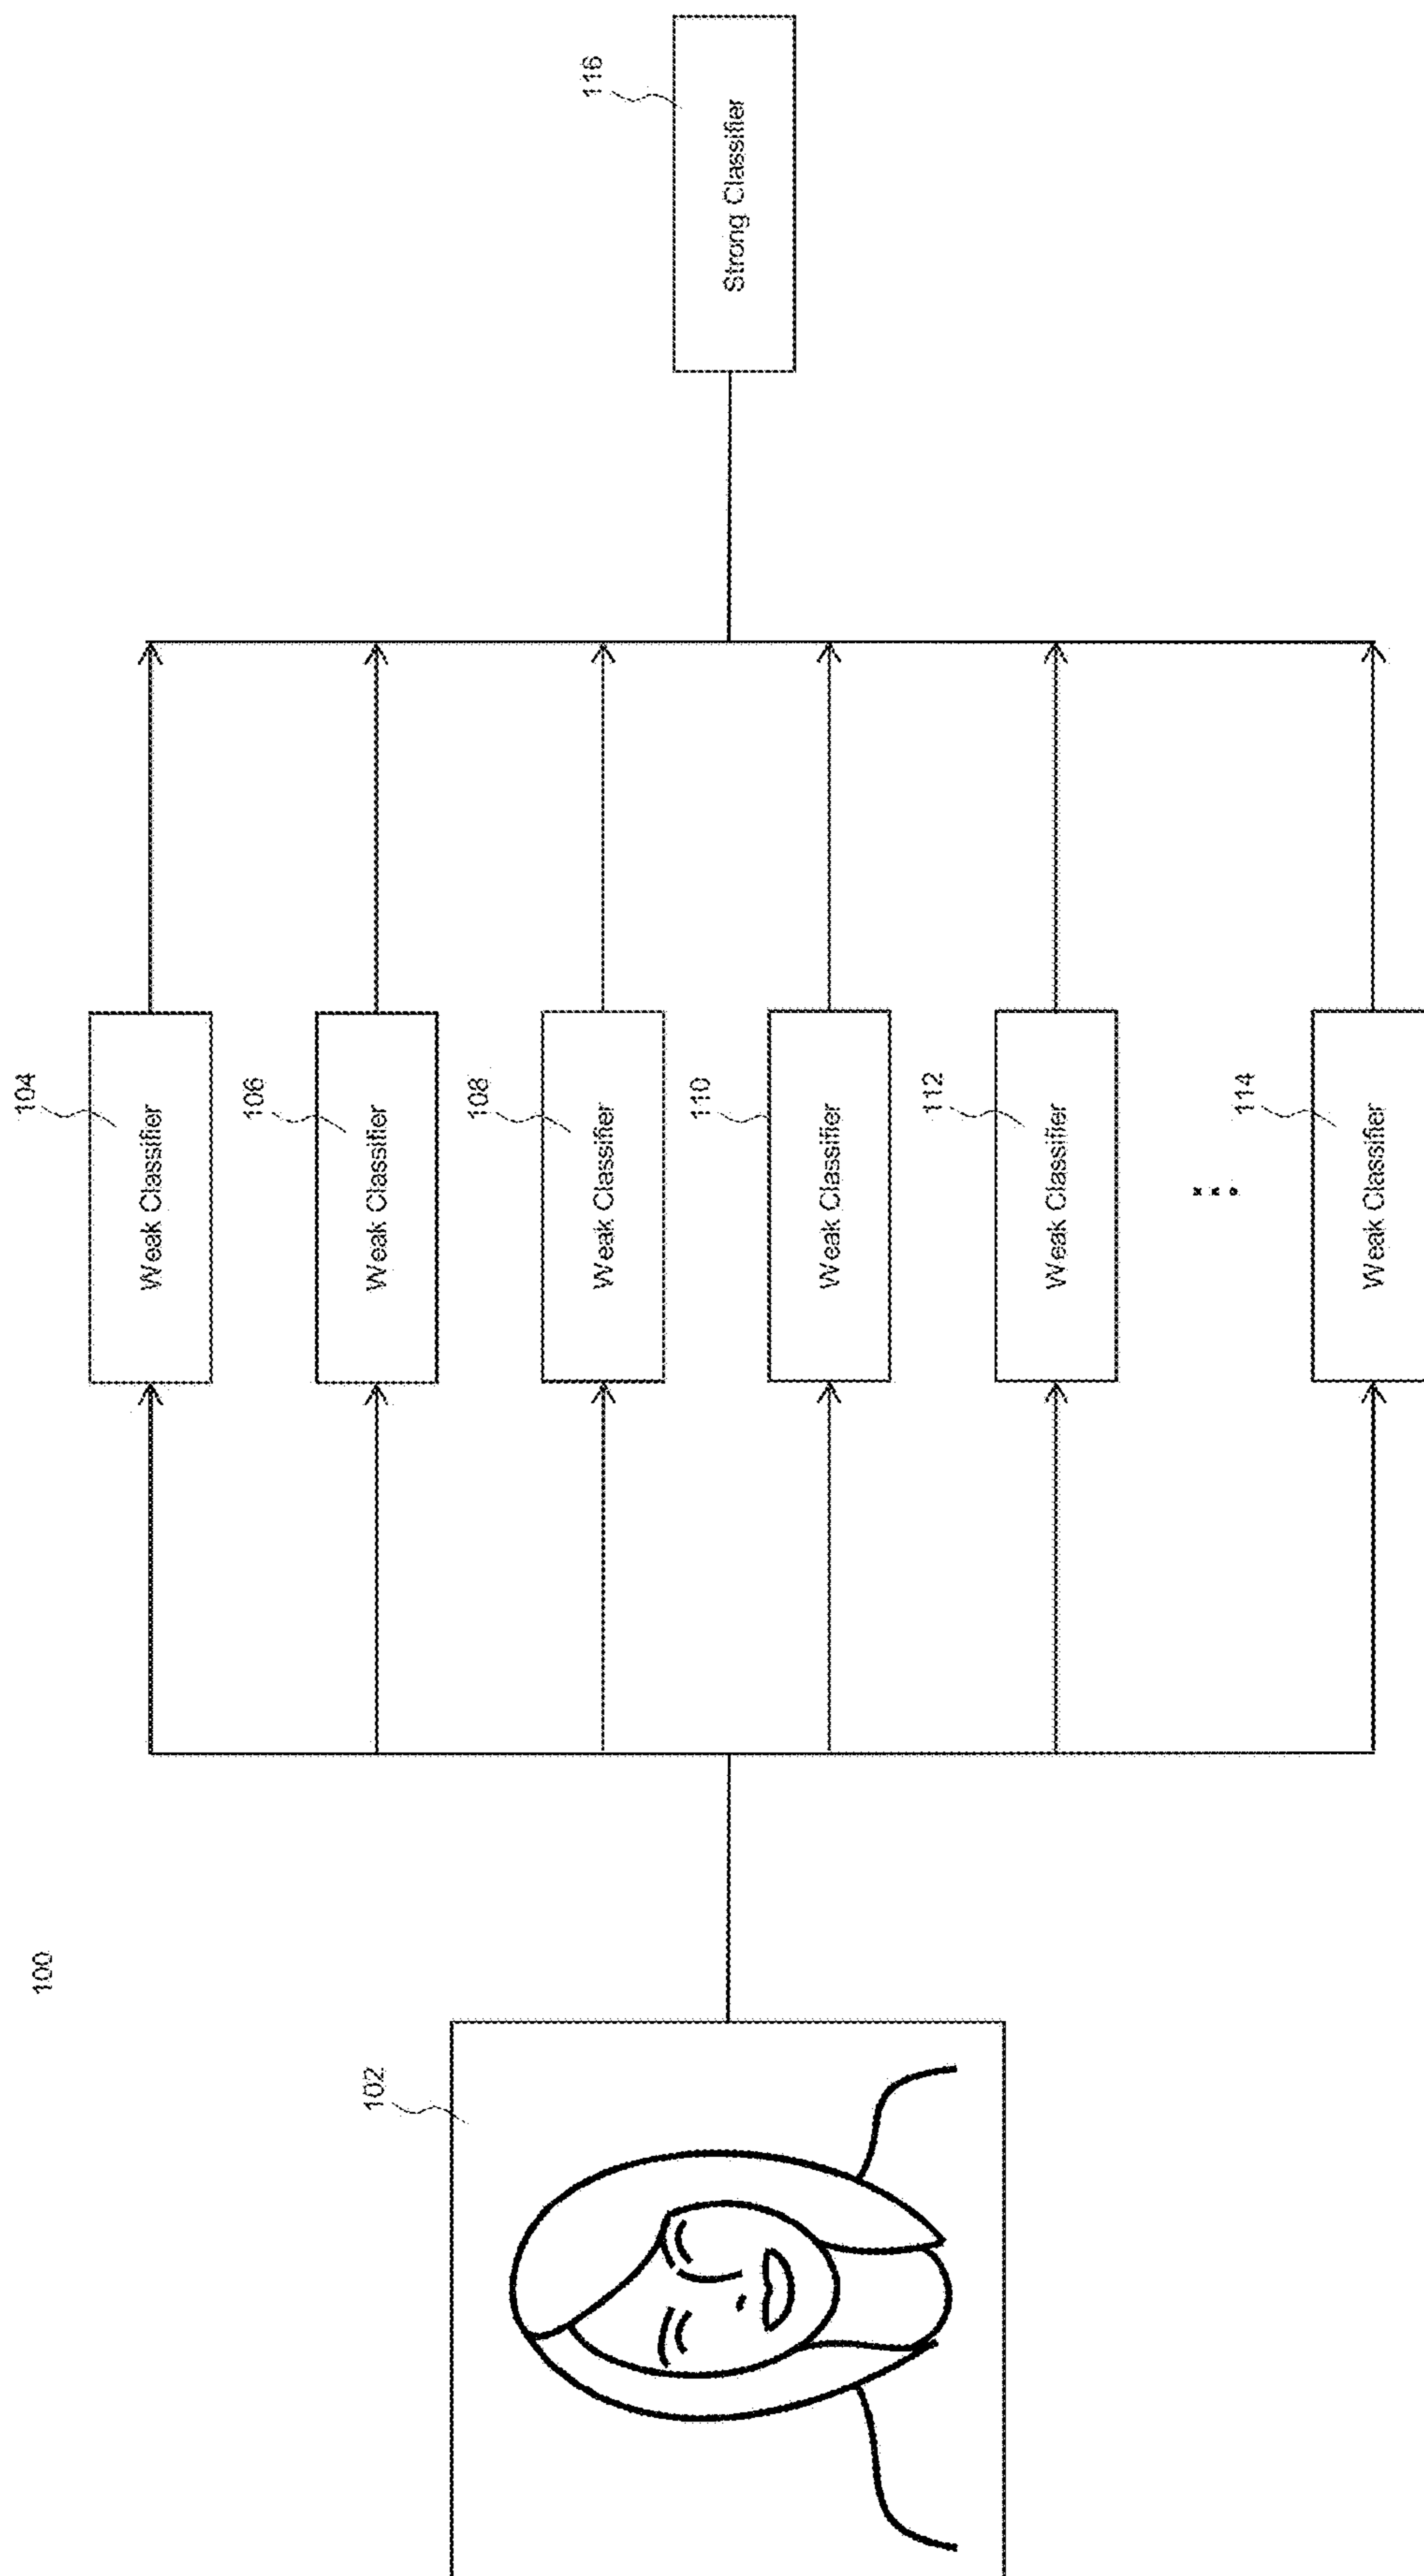 100
102
104
Weak Classifier
106
Weak Classifier
108
Weak Classifier
110
Weak Classifier
112
Weak Classifier
...
114
Weak Classifier
116
Strong Classifier